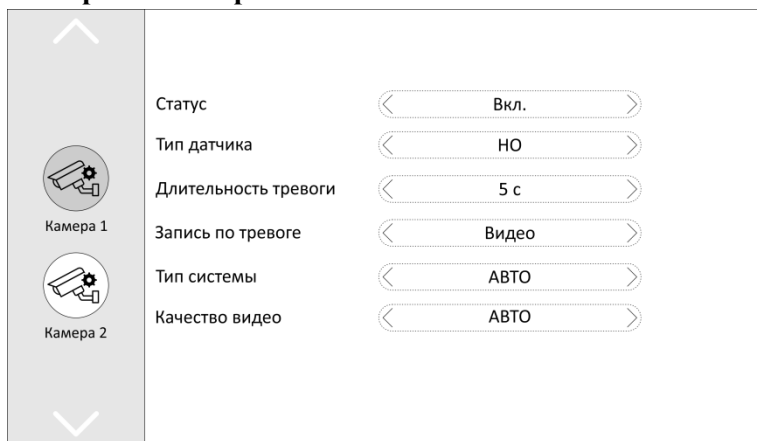 Статус Вкл.
Тип датчика НО
Длительность тревоги 5 с
Камера 1
Запись по тревоге Видео
Тип системы АВТО
Качество видео АВТО
Камера 2